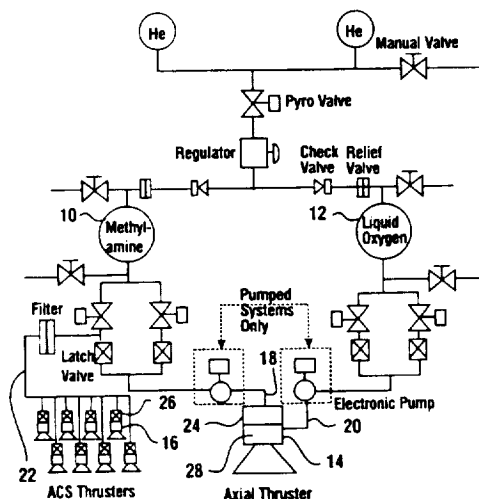 He
He
Manual Valve
Pyro Valve
Regulator
Check
Valve
Relief
Valve
10
Methyl-
amine
12
Liquid
Oxygen
Filter
Pumped
Systems
Only
Latch
Valve
18
Electronic Pump
26
24
20
16
22
28
14
ACS Thrusters
Axial Thruster